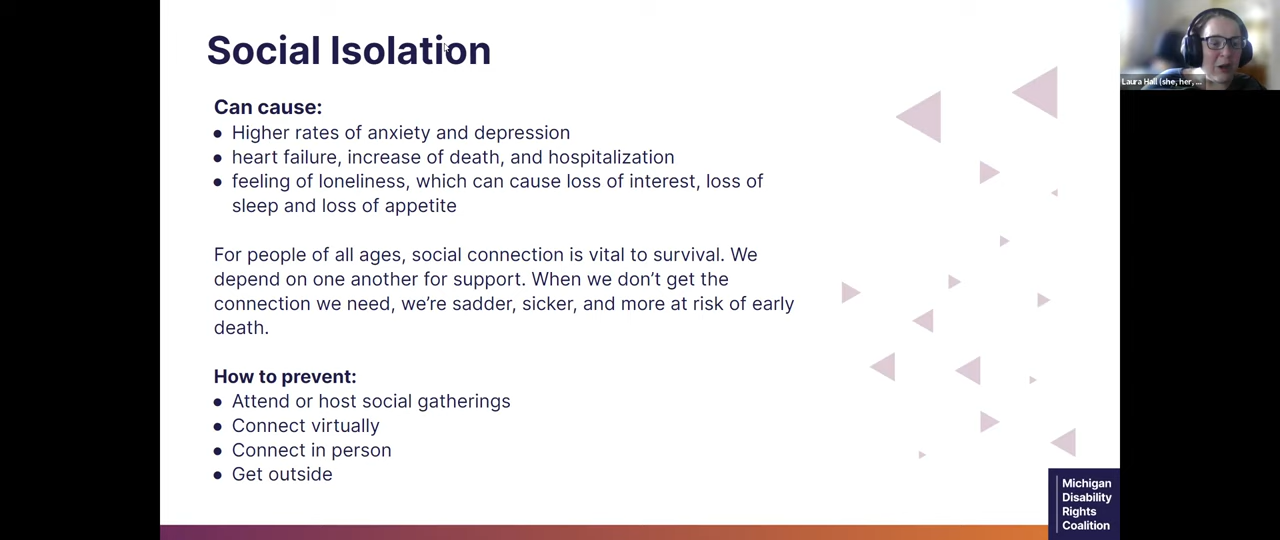 Social Isolation
Can cause:
● Higher rates of anxiety and depression
● heart failure, increase of death, and hospitalization
● feeling of loneliness, which can cause loss of interest, loss of
sleep and loss of appetite
For people of all ages, social connection is vital to survival. We
depend on one another for support. When we don’t get the
connection we need, we’re sadder, sicker, and more at risk of early
death.
How to prevent:
● Attend or host social gatherings
● Connect virtually
● Connect in person
● Get outside
Laura Hall (she, her, ...
Michigan
Disability
Rights
Coalition